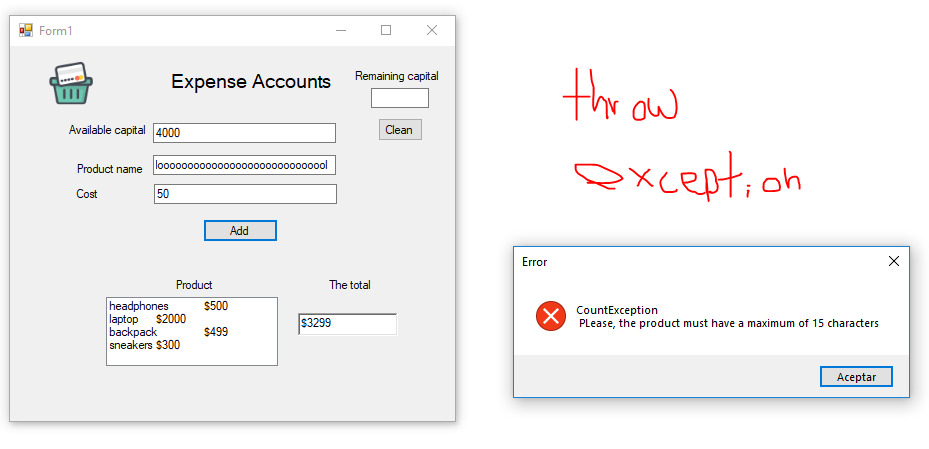 Form1
Expense Accounts
Remaining capital
Available capital 4000
Clean
Product name looooooooooooooooooooooooooooool
Cost 50
Add
Product
The total
headphones $500
laptop $2000
backpack $499
sneakers $300
$3299
throw
exception
Error
CountException
PLease, the product must have a maximum of 15 characters
Aceptar